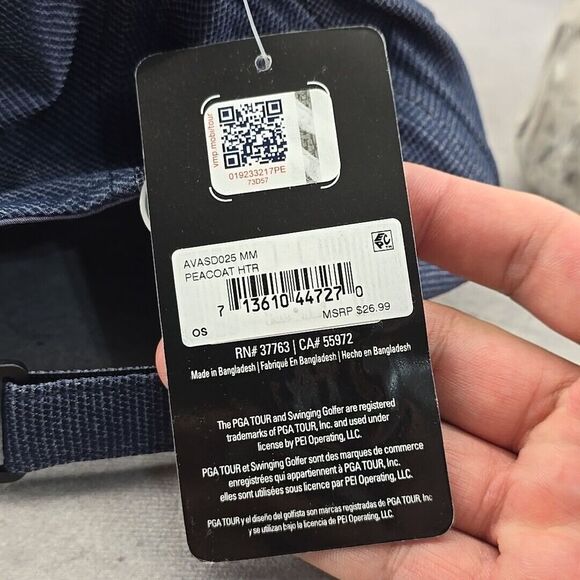 vmp.mobi/tour
019233217PE
73D57
AVASD025 MM
PEACOAT HTR
7 13610 44727 0
OS
MSRP $26.99
RN# 37763 | CA# 55972
Made in Bangladesh | Fabriqué En Bangladesh | Hecho en Bangladesh
The PGA TOUR and Swinging Golfer are registered
trademarks of PGA TOUR, Inc. and used under
license by PEI Operating, LLC.
PGA TOUR et Swinging Golfer sont des marques de commerce
enregistrées qui appartiennent à PGA TOUR, Inc.
elles sont utilisées sous licence par PEI Operating, LLC.
PGA TOUR y el diseño del golfista son marcas registradas de PGA TOUR, Inc
y se utilizan bajo la licencia de PEI Operating, LLC.